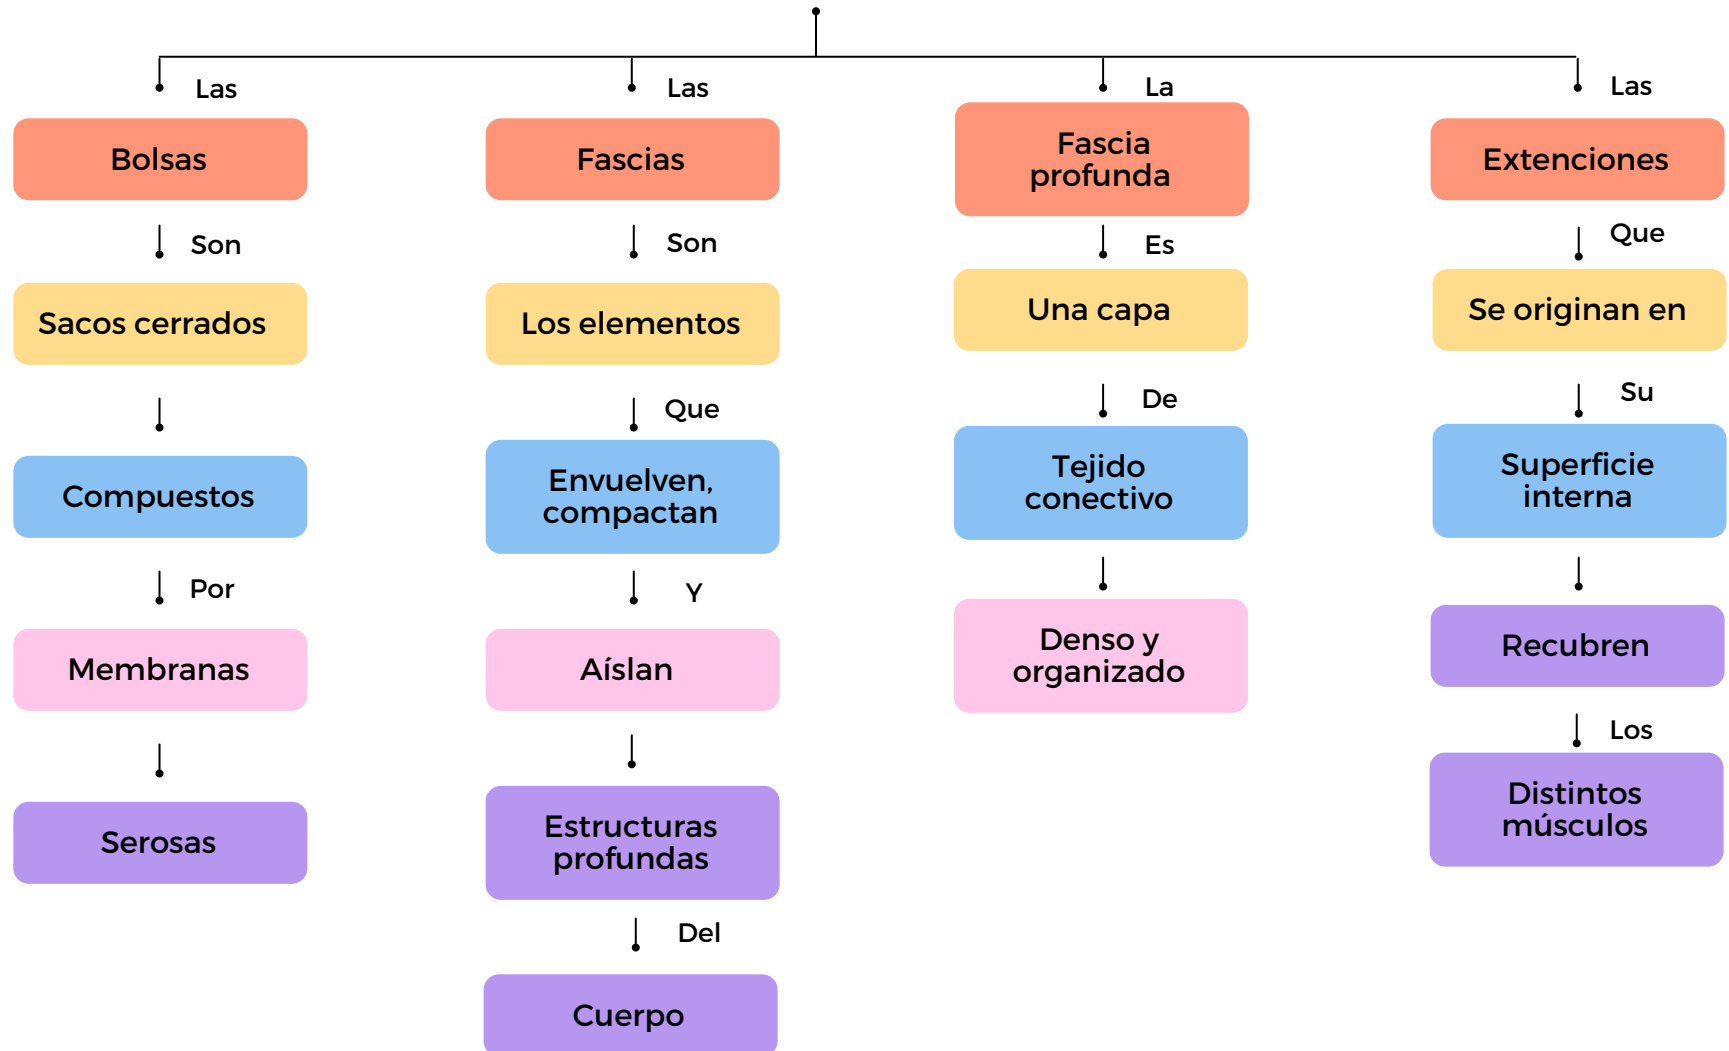 Las
Bolsas
Son
Sacos cerrados
Compuestos
Por
Membranas
Serosas
Las
Fascias
Son
Los elementos
Que
Envuelven,
compactan
Y
Aíslan
Estructuras
profundas
Del
Cuerpo
La
Fascia
profunda
Es
Una capa
De
Tejido
conectivo
Denso y
organizado
Las
Extenciones
Que
Se originan en
Su
Superficie
interna
Recubren
Los
Distintos
músculos